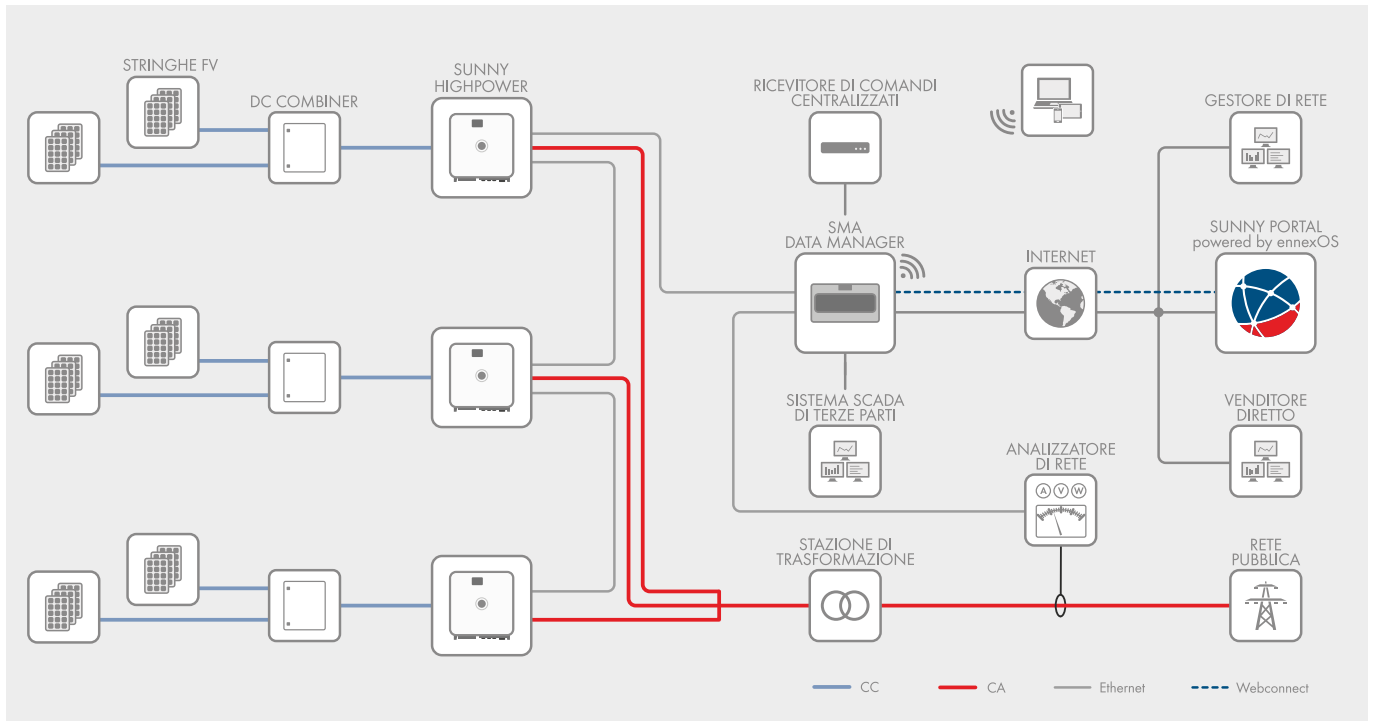 STRINGHE FV
DC COMBINER
SUNNY
HIGHPOWER
RICEVITORE DI COMANDI
CENTRALIZZATI
GESTORE DI RETE
SMA
DATA MANAGER
INTERNET
SUNNY PORTAL
powered by ennexOS
SISTEMA SCADA
DI TERZE PARTI
VENDITORE
DIRETTO
ANALIZZATORE
DI RETE
A V W
STAZIONE DI
TRASFORMAZIONE
RETE
PUBBLICA
CC
CA
Ethernet
Webconnect